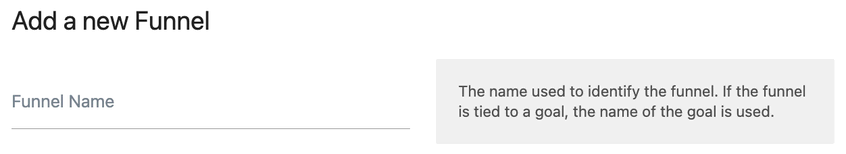 Add a new Funnel
Funnel Name
The name used to identify the funnel. If the funnel
is tied to a goal, the name of the goal is used.